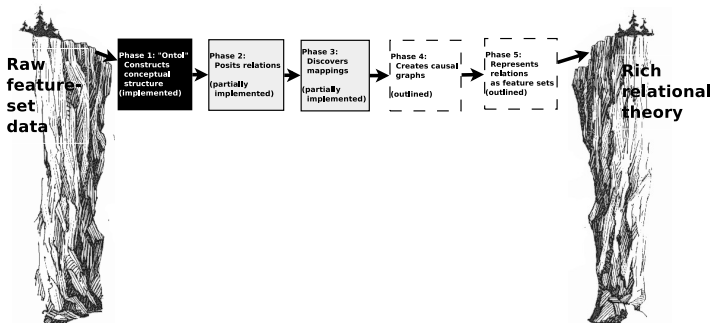 Raw
feature-
set
data
Phase 1: "Ontol"
Constructs
conceptual
structure
(implemented)
Phase 2:
Posits relations
(partially
implemented)
Phase 3:
Discovers
mappings
(partially
implemented)
Phase 4:
Creates causal
graphs
(outlined)
Phase 5:
Represents
relations
as feature sets
(outlined)
Rich
relational
theory